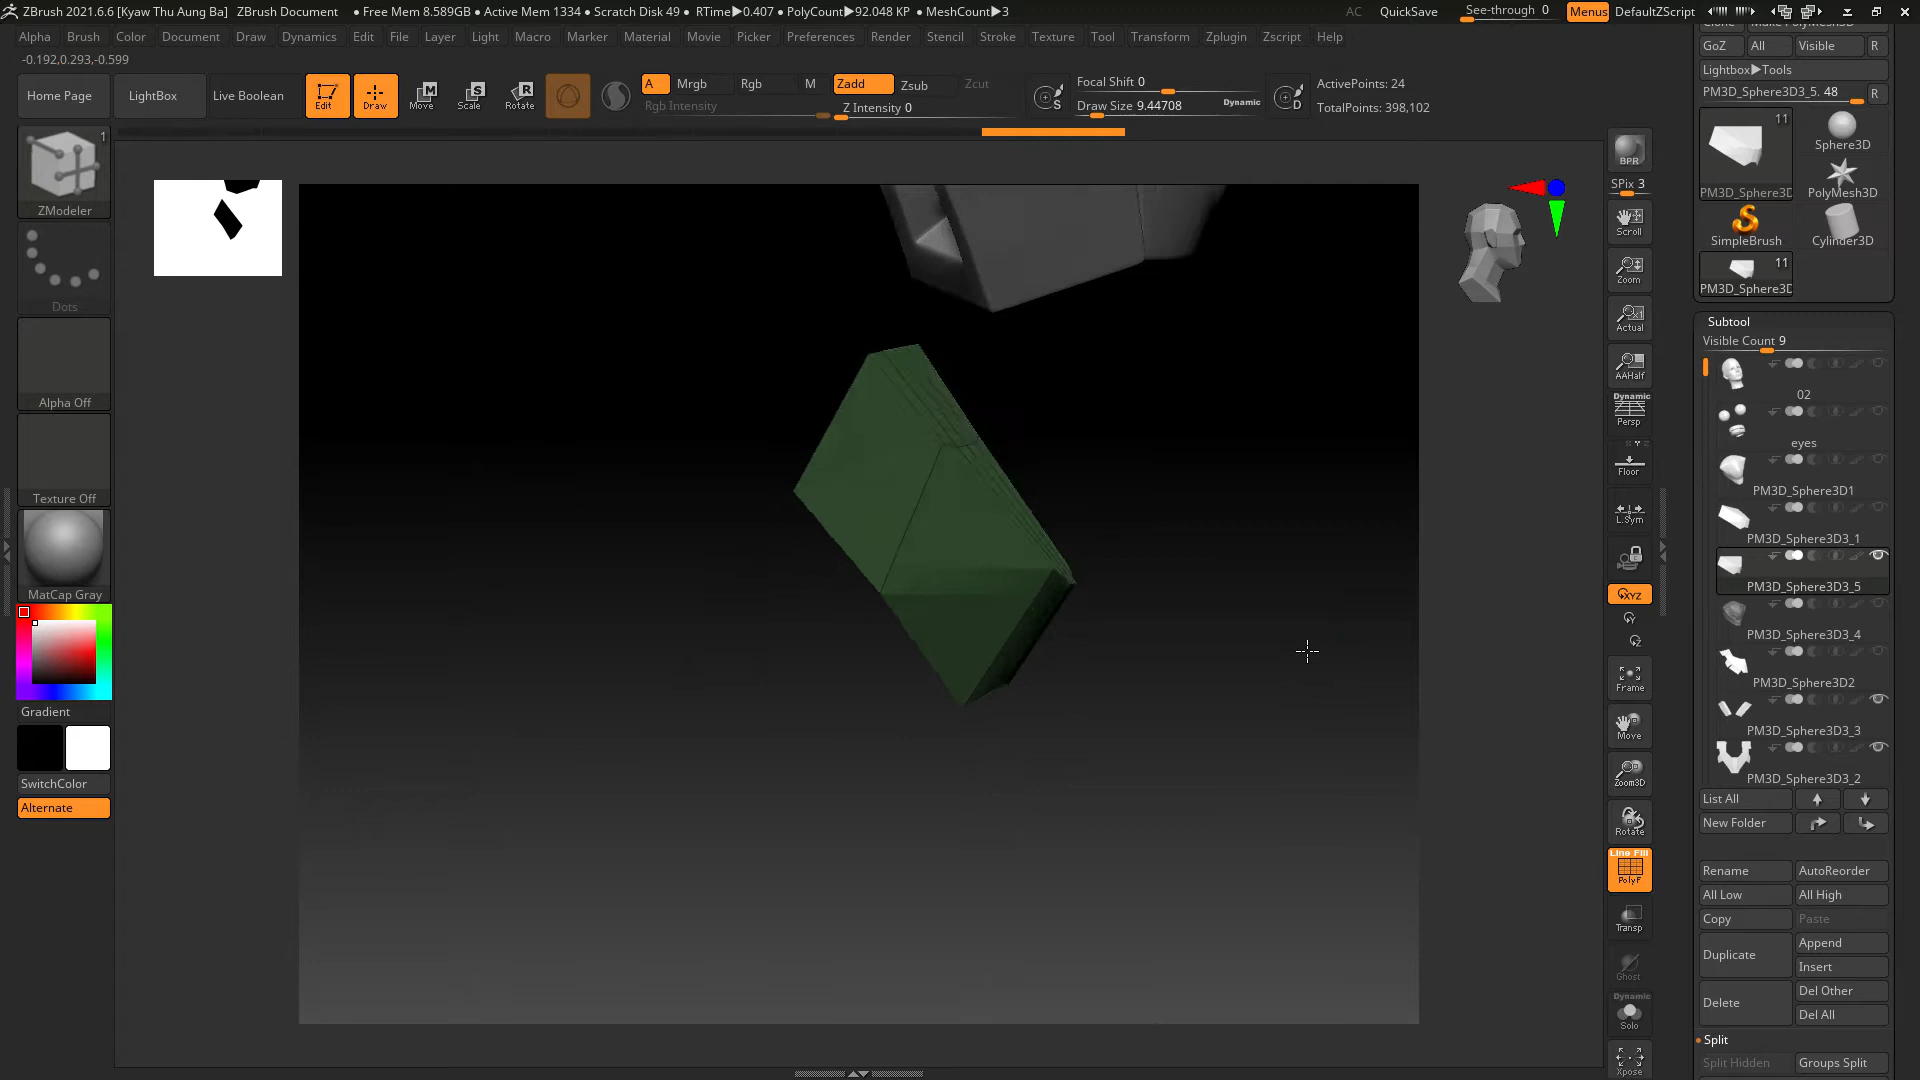 ZBrush 2021.6.6 [Kyaw Thu Aung Ba] ZBrush Document ● Free Mem 8.589GB ● Active Mem 1334 ● Scratch Disk 49 ● RTime▶0.407 ● PolyCount▶92.048 KP ● MeshCount▶3 AC QuickSave See-through 0 Menus DefaultZScript
Alpha Brush Color Document Draw Dynamics Edit File Layer Light Macro Marker Material Movie Picker Preferences Render Stencil Stroke Texture Tool Transform Zplugin Zscript Help
-0.192,0.293,-0.599
Home Page LightBox Live Boolean Edit Draw Move Scale Rotate
A Mrgb Rgb M Zadd Zsub Zcut
Rgb Intensity Z Intensity 0
Focal Shift 0
Draw Size 9.44708 Dynamic
S D
ActivePoints: 24
TotalPoints: 398,102
1
ZModeler
Dots
Alpha Off
Texture Off
MatCap Gray
Gradient
SwitchColor
Alternate
BPR
SPix 3
Scroll
Zoom
Actual
AAHalf
Dynamic
Persp
Floor
L.Sym
XYZ
Y
Z
Frame
Move
Zoom3D
Rotate
Line Fill
PolyF
Transp
Ghost
Dynamic
Solo
Xpose
GoZ All Visible R
Lightbox▶Tools
PM3D_Sphere3D3_5. 48 R
11
PM3D_Sphere3D
Sphere3D
PolyMesh3D
SimpleBrush Cylinder3D
11
PM3D_Sphere3D
Subtool
Visible Count 9
02
eyes
PM3D_Sphere3D1
PM3D_Sphere3D3_1
PM3D_Sphere3D3_5
PM3D_Sphere3D3_4
PM3D_Sphere3D2
PM3D_Sphere3D3_3
PM3D_Sphere3D3_2
List All
New Folder
Rename AutoReorder
All Low All High
Copy Paste
Duplicate Append
Insert
Delete Del Other
Del All
Split
Split Hidden Groups Split